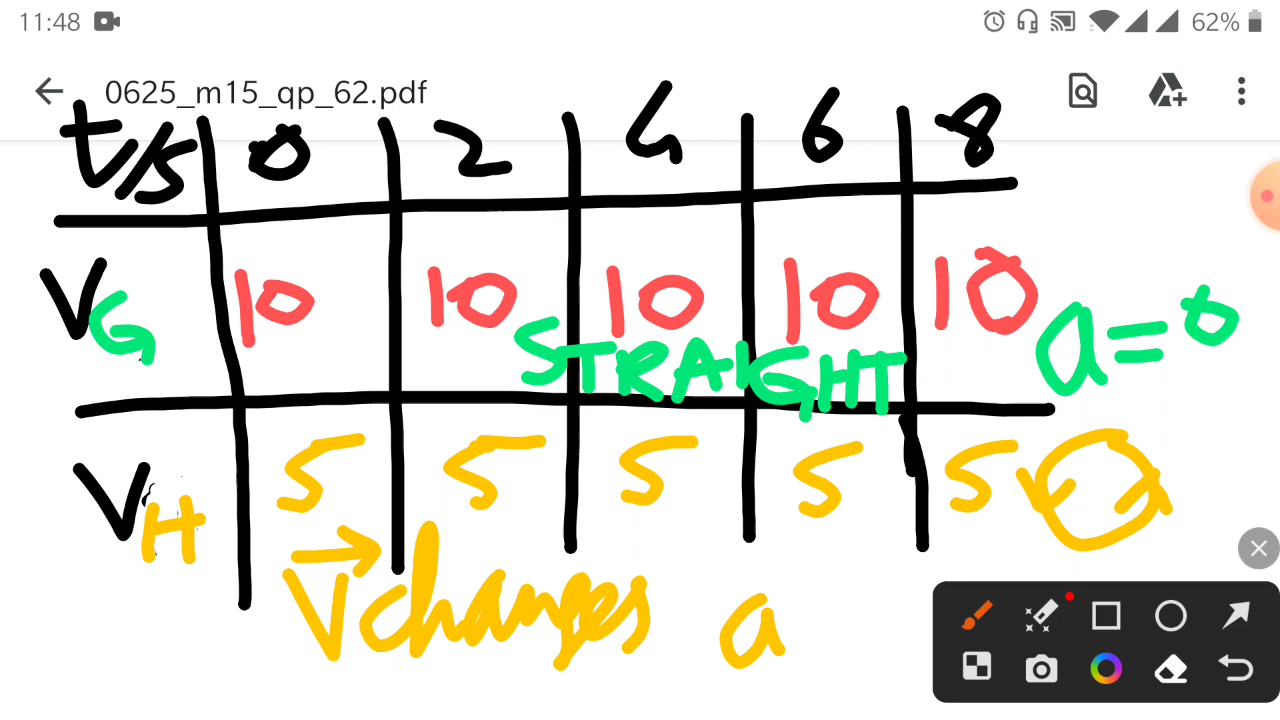 11:48 62%
0625_m15_qp_62.pdf
t/s 0 2 4 6 8
VG 10 10 10 10 10 a=0
STRAIGHT
VH 5 5 5 5 5
V changes a